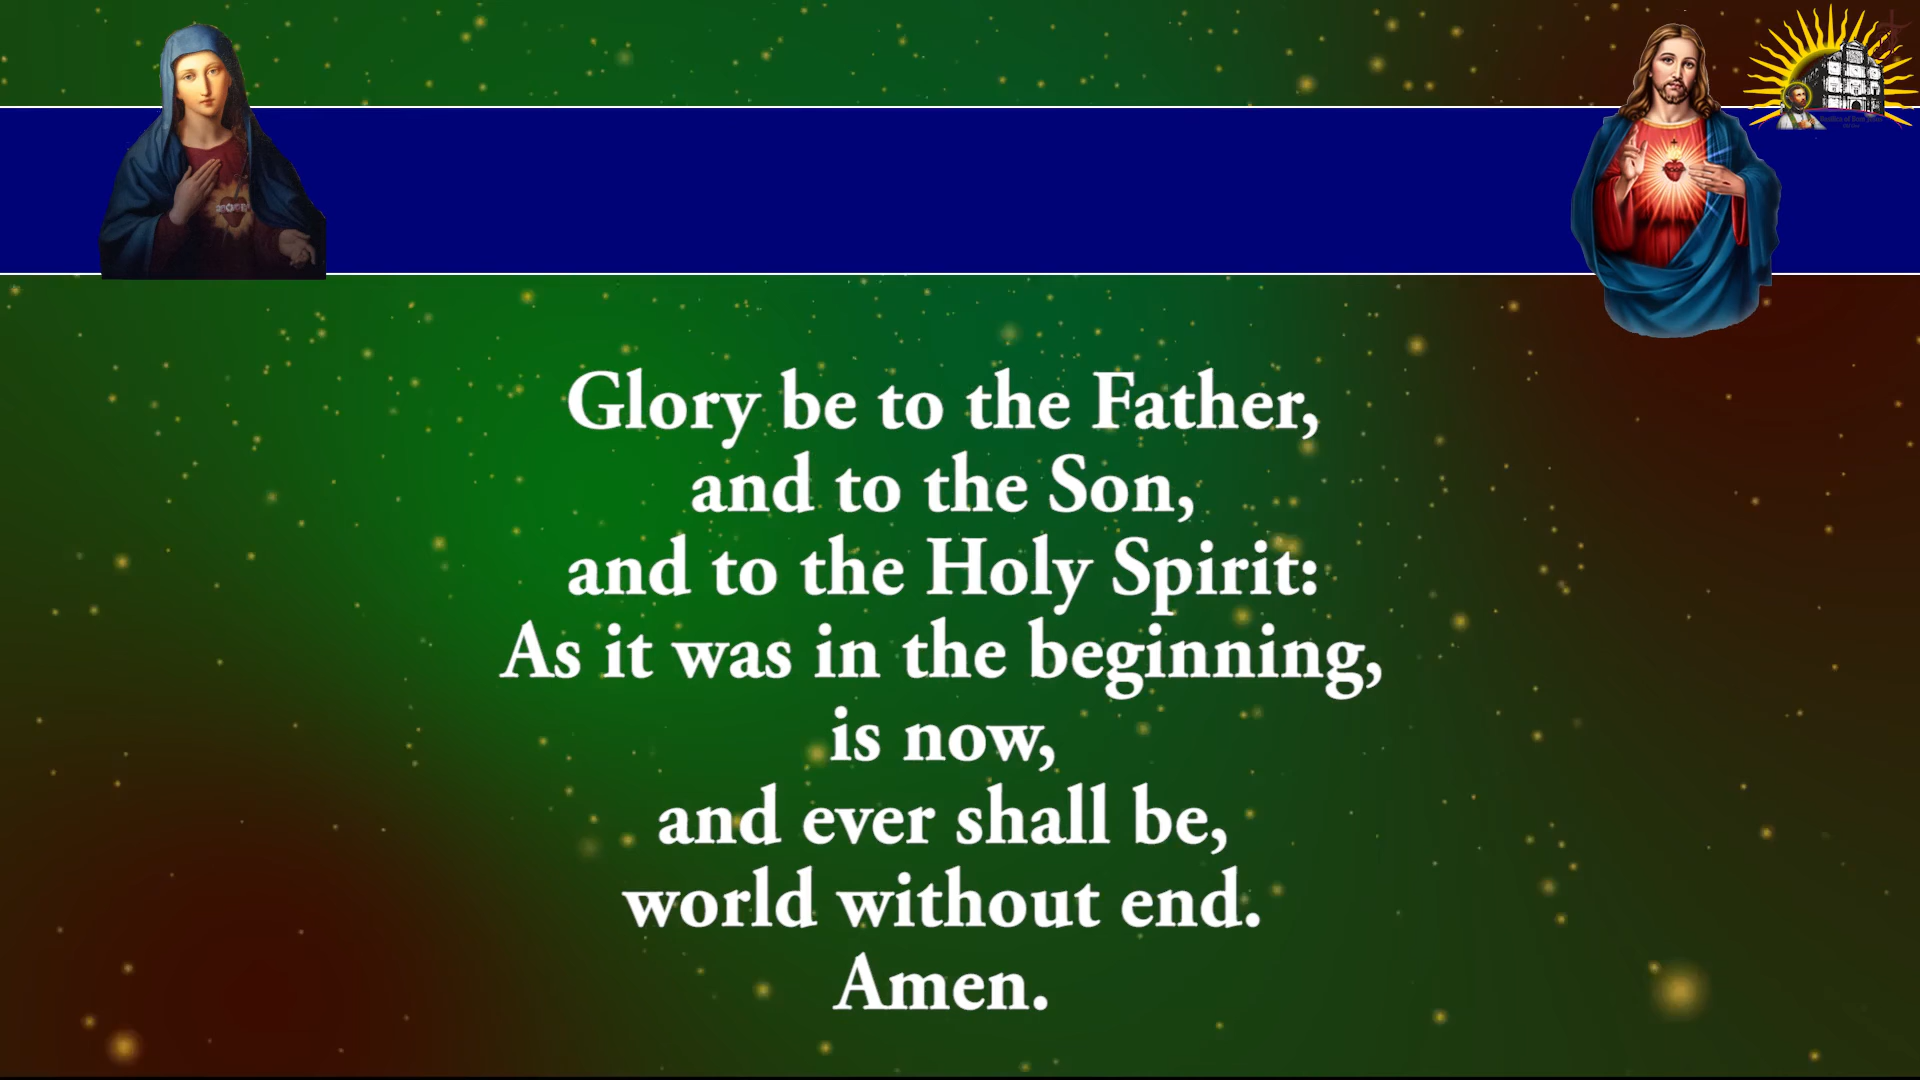 Glory be to the Father,
and to the Son,
and to the Holy Spirit:
As it was in the beginning,
is now,
and ever shall be,
world without end.
Amen.